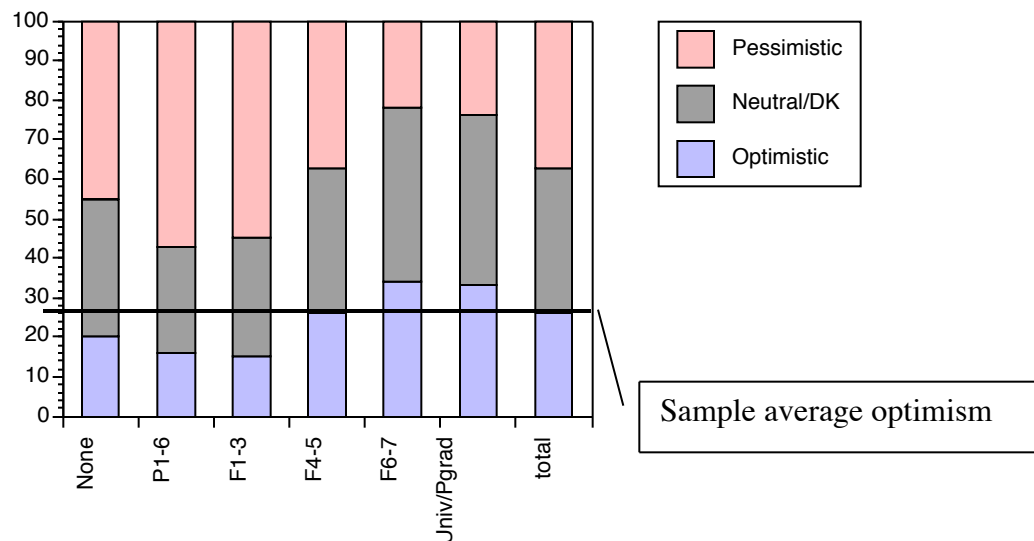 100
90
80
70
60
50
40
30
20
10
0
None
P1-6
F1-3
F4-5
F6-7
Univ/Pgrad
total
Pessimistic
Neutral/DK
Optimistic
Sample average optimism